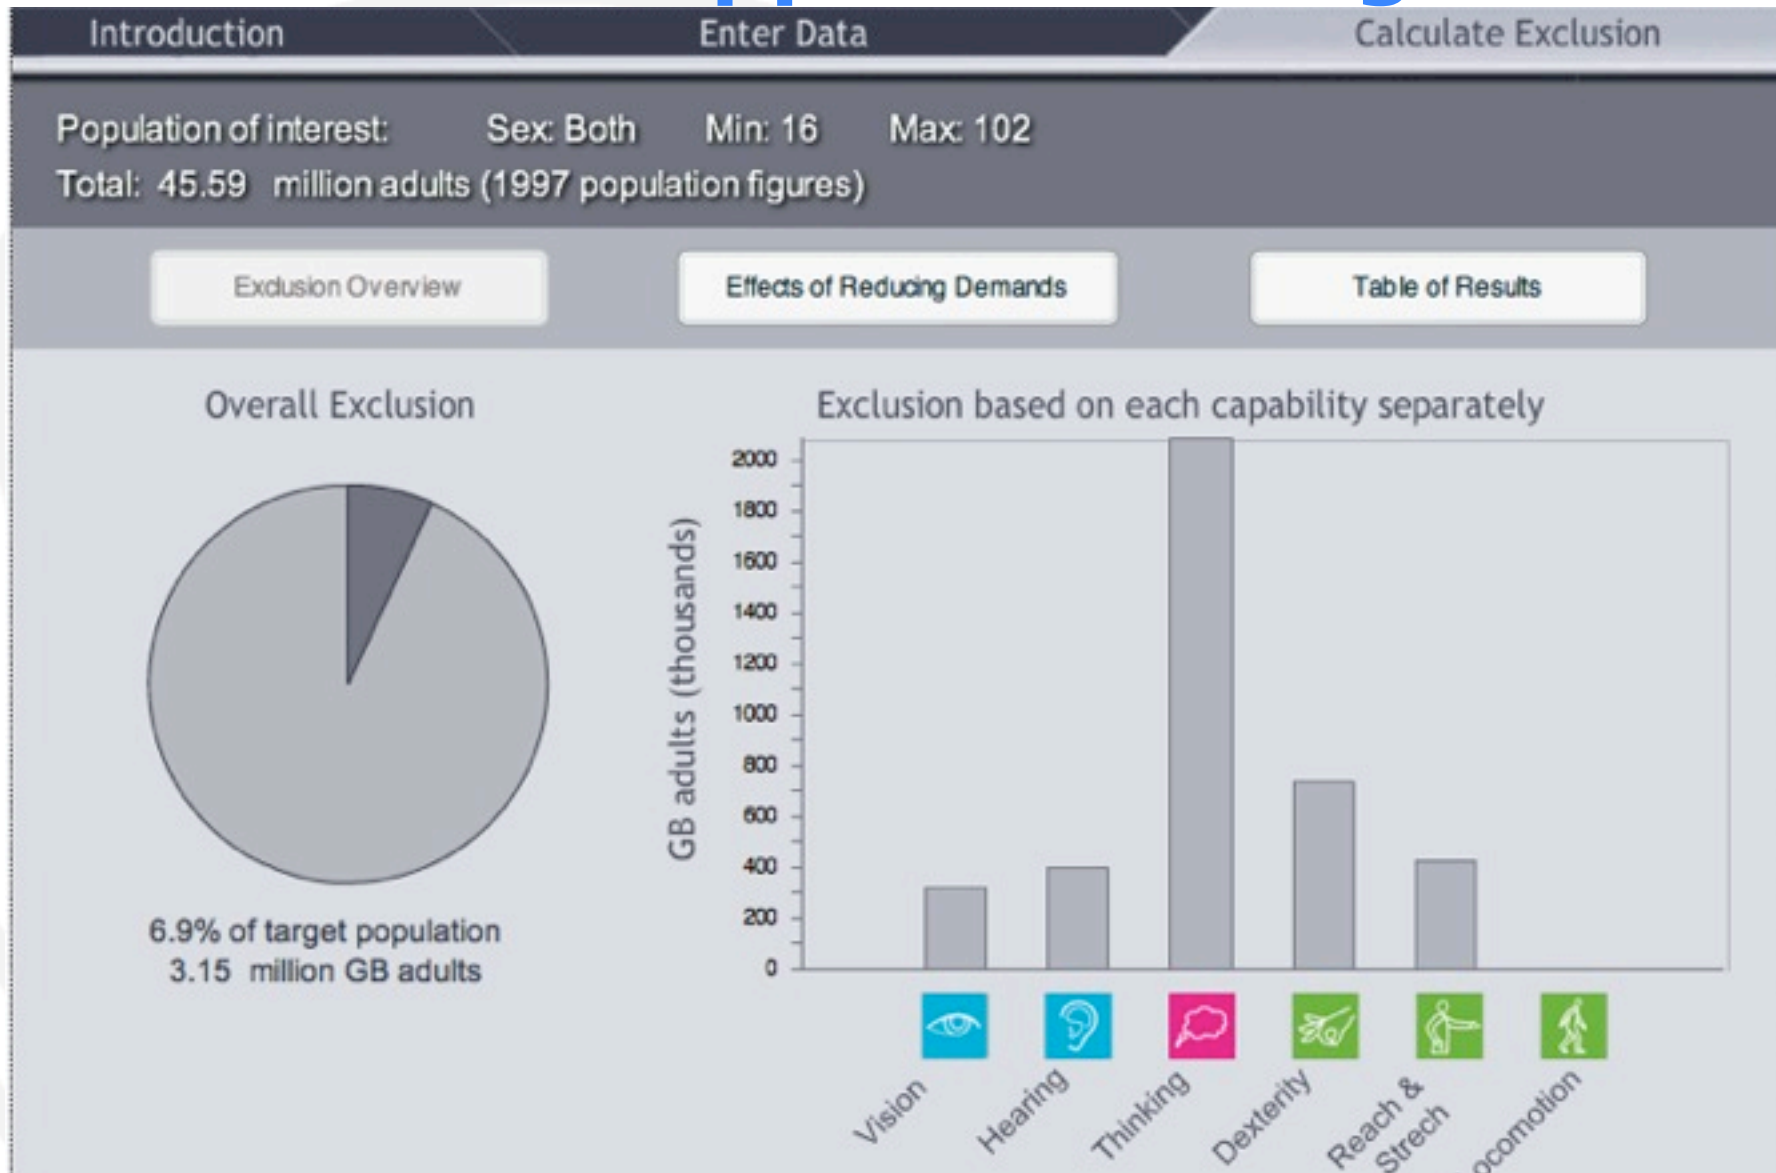 Introduction Enter Data Calculate Exclusion
Population of interest: Sex: Both Min: 16 Max: 102
Total: 45.59 million adults (1997 population figures)
Exclusion Overview Effects of Reducing Demands Table of Results
Overall Exclusion
6.9% of target population
3.15 million GB adults
Exclusion based on each capability separately
GB adults (thousands)
2000
1800
1600
1400
1200
1000
800
600
400
200
0
Vision
Hearing
Thinking
Dexterity
Reach &
Strech
ocomotion